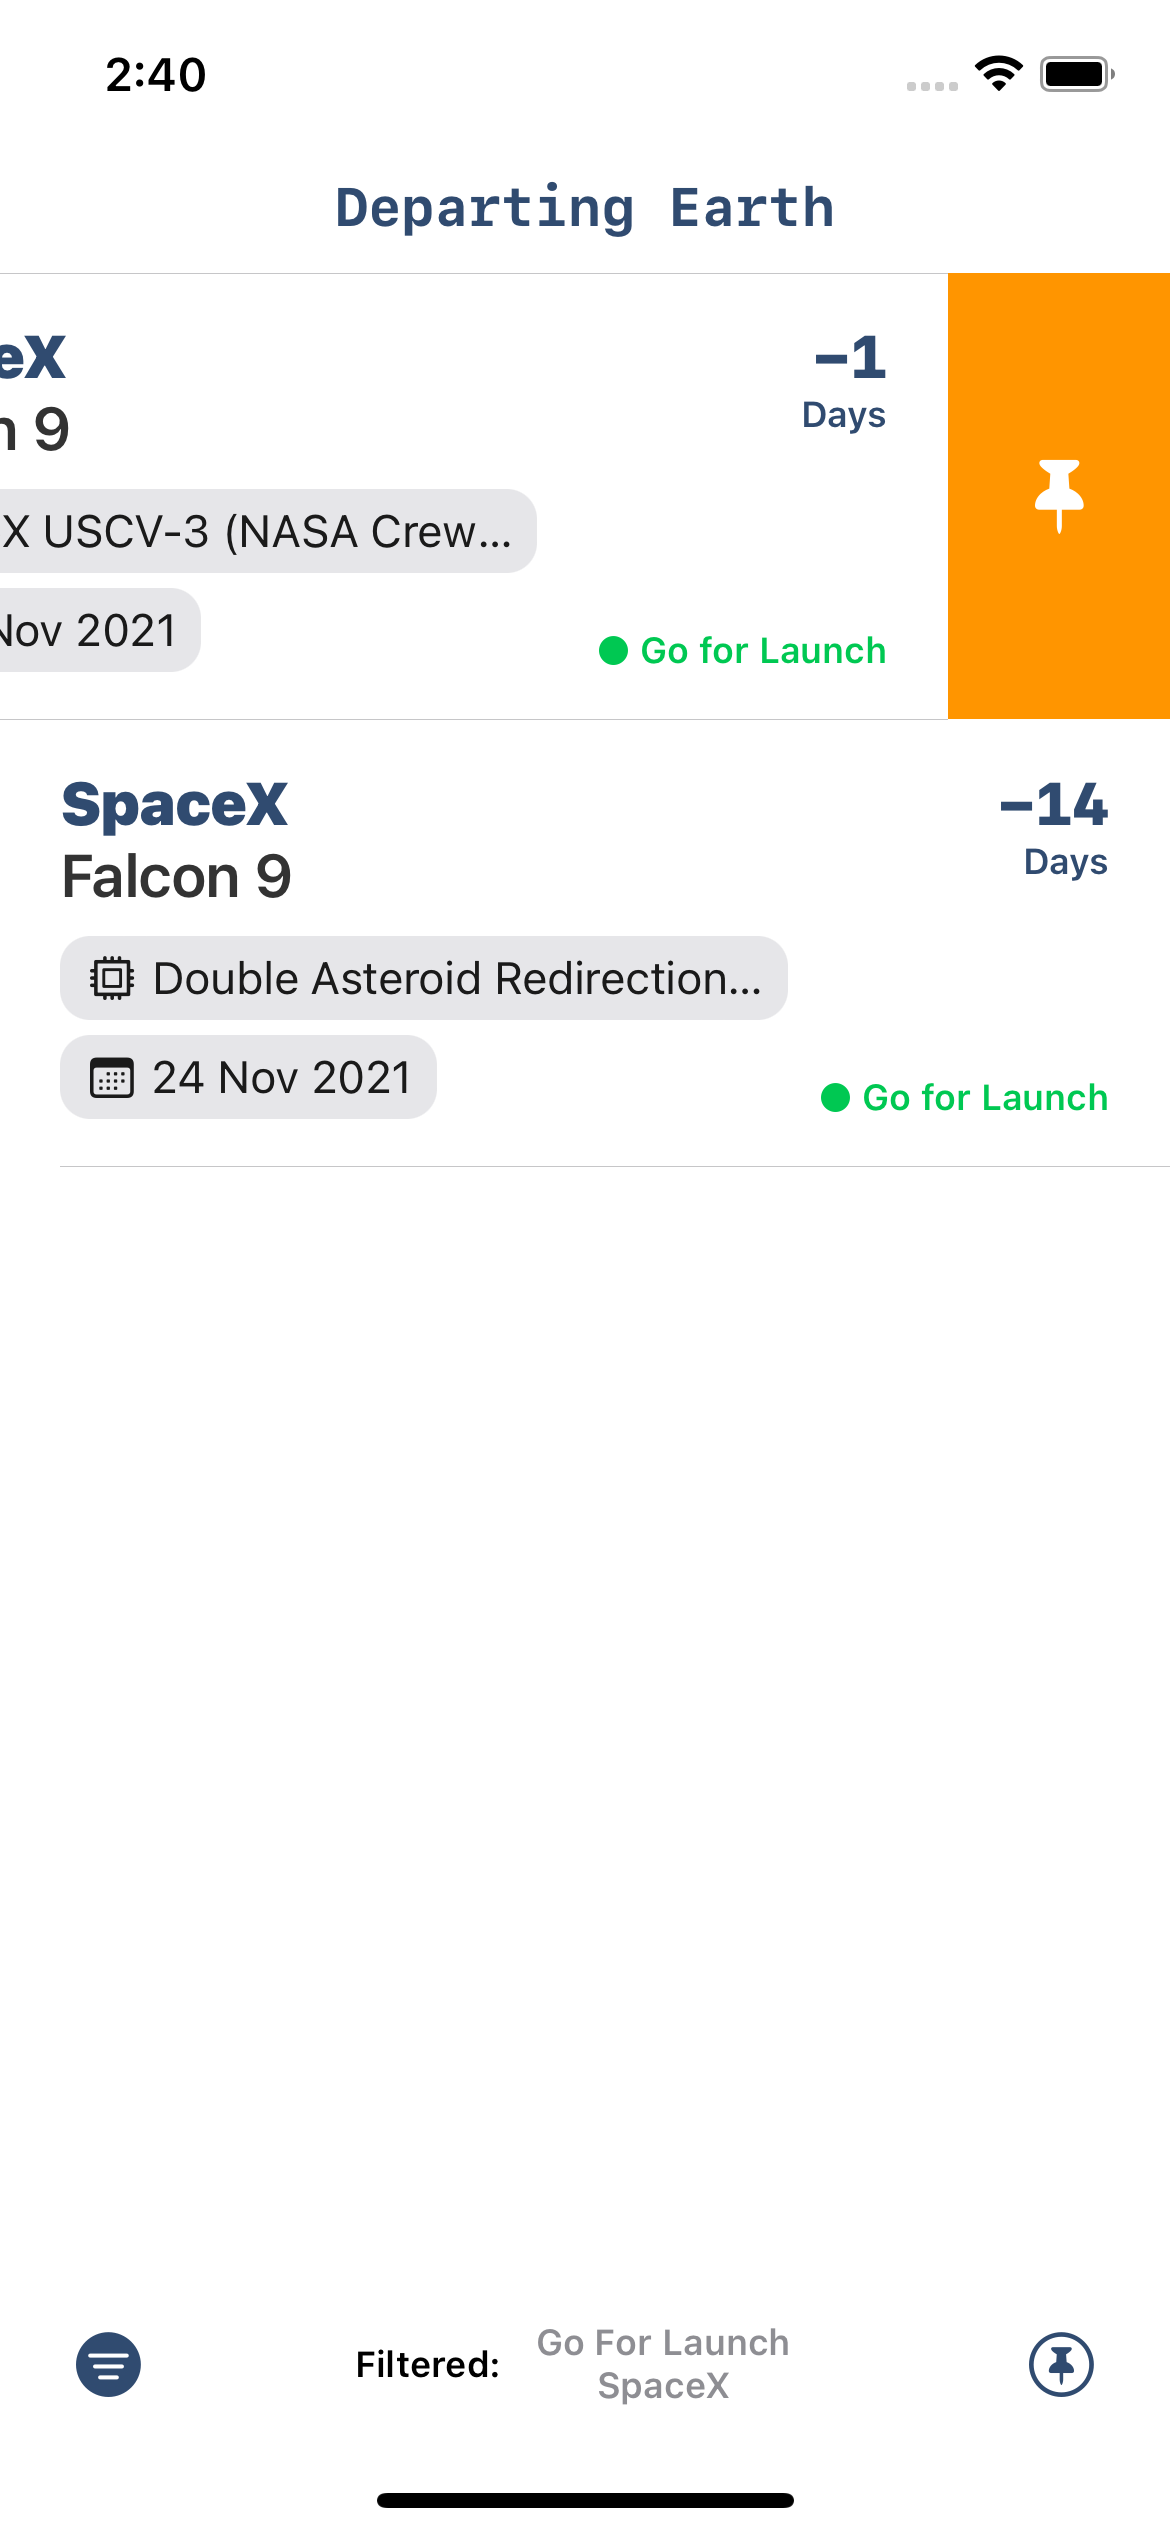 2:40
Departing Earth
eX
–1
n 9
Days
X USCV-3 (NASA Crew...
Nov 2021
Go for Launch
SpaceX
–14
Falcon 9
Days
Double Asteroid Redirection...
24 Nov 2021
Go for Launch
Filtered:
Go For Launch
SpaceX